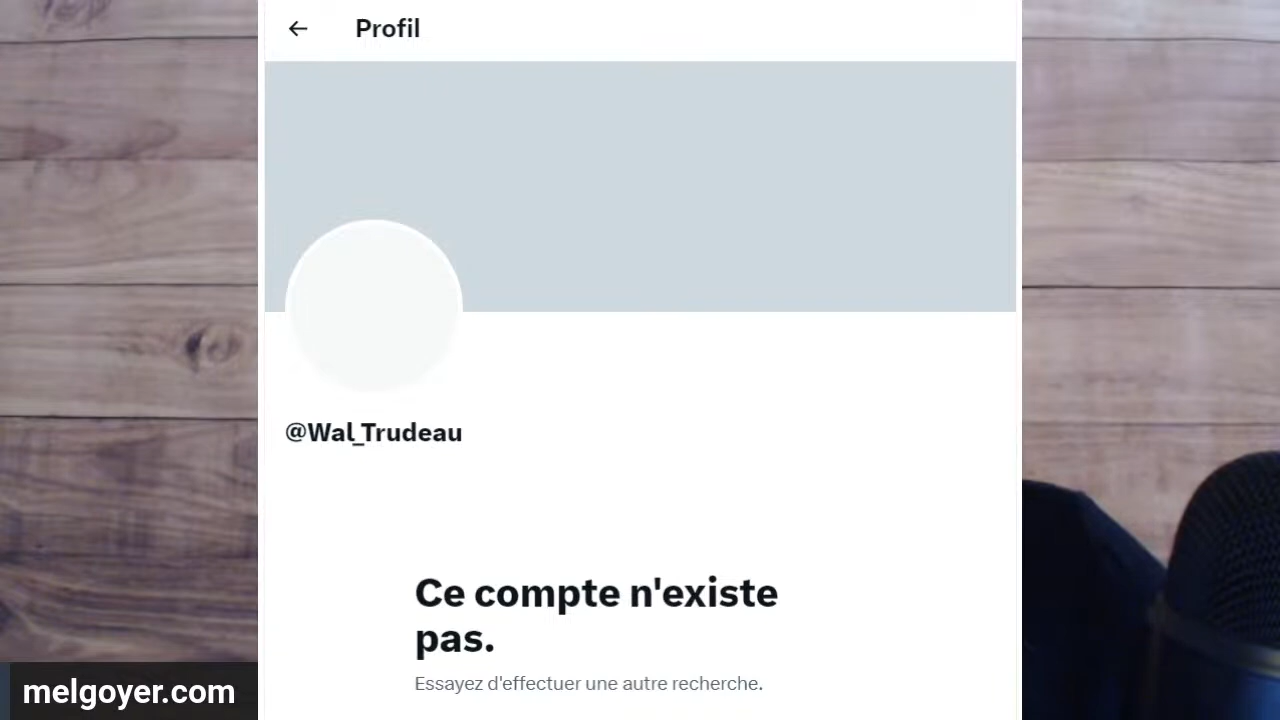 Profil
@Wal_Trudeau
Ce compte n'existe
pas.
Essayez d'effectuer une autre recherche.
melgoyer.com